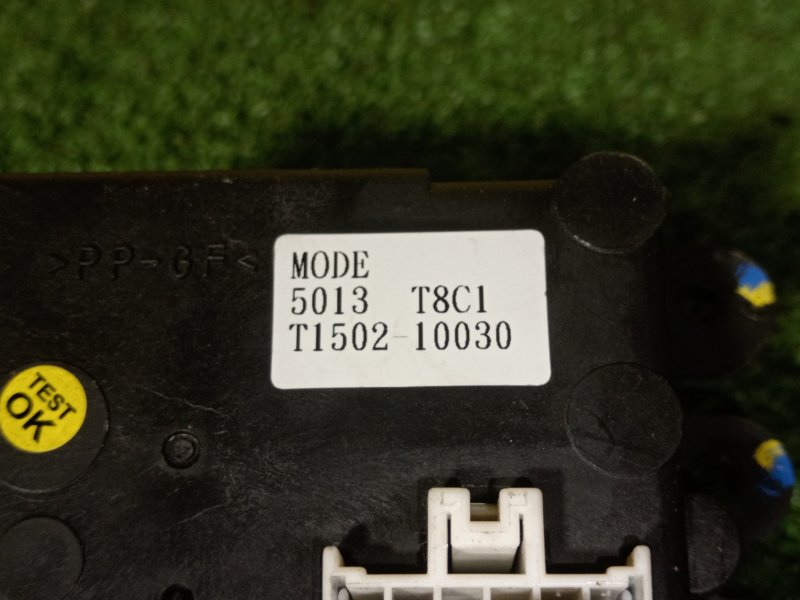 >PP-GF<
MODE
5013 T8C1
T1502-10030
TEST
OK